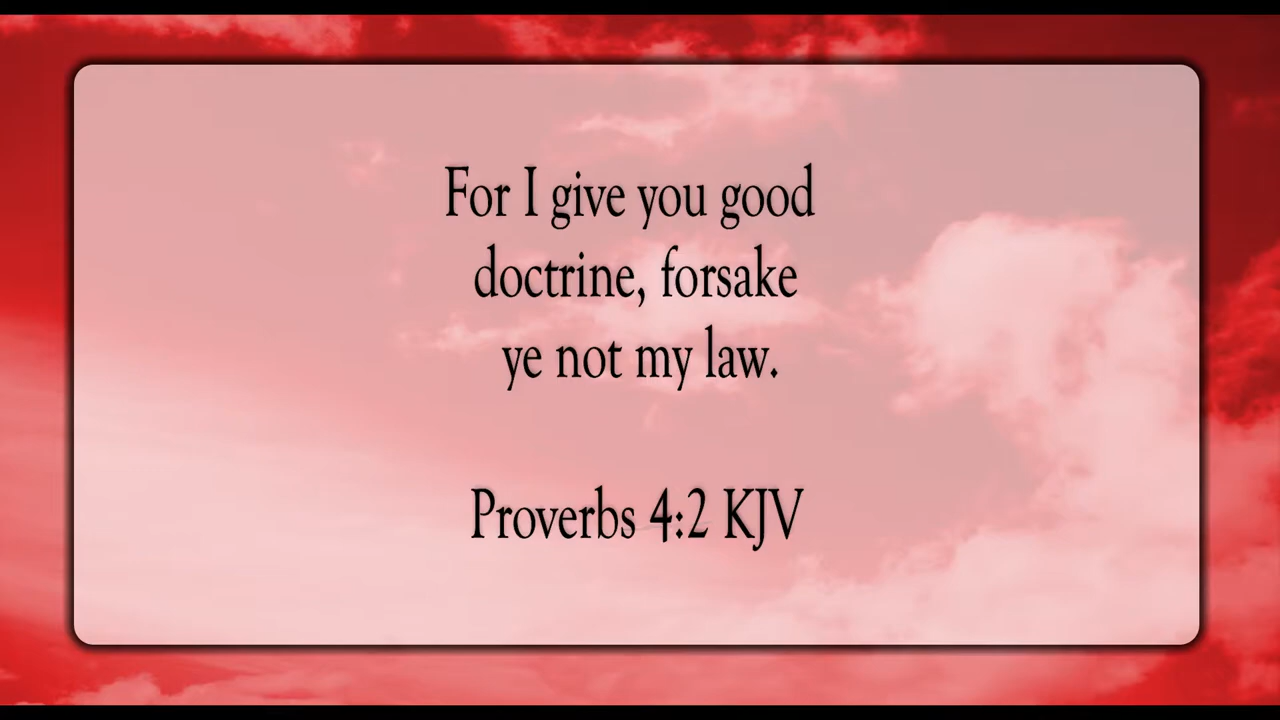 For I give you good
doctrine, forsake
ye not my law.
Proverbs 4:2 KJV